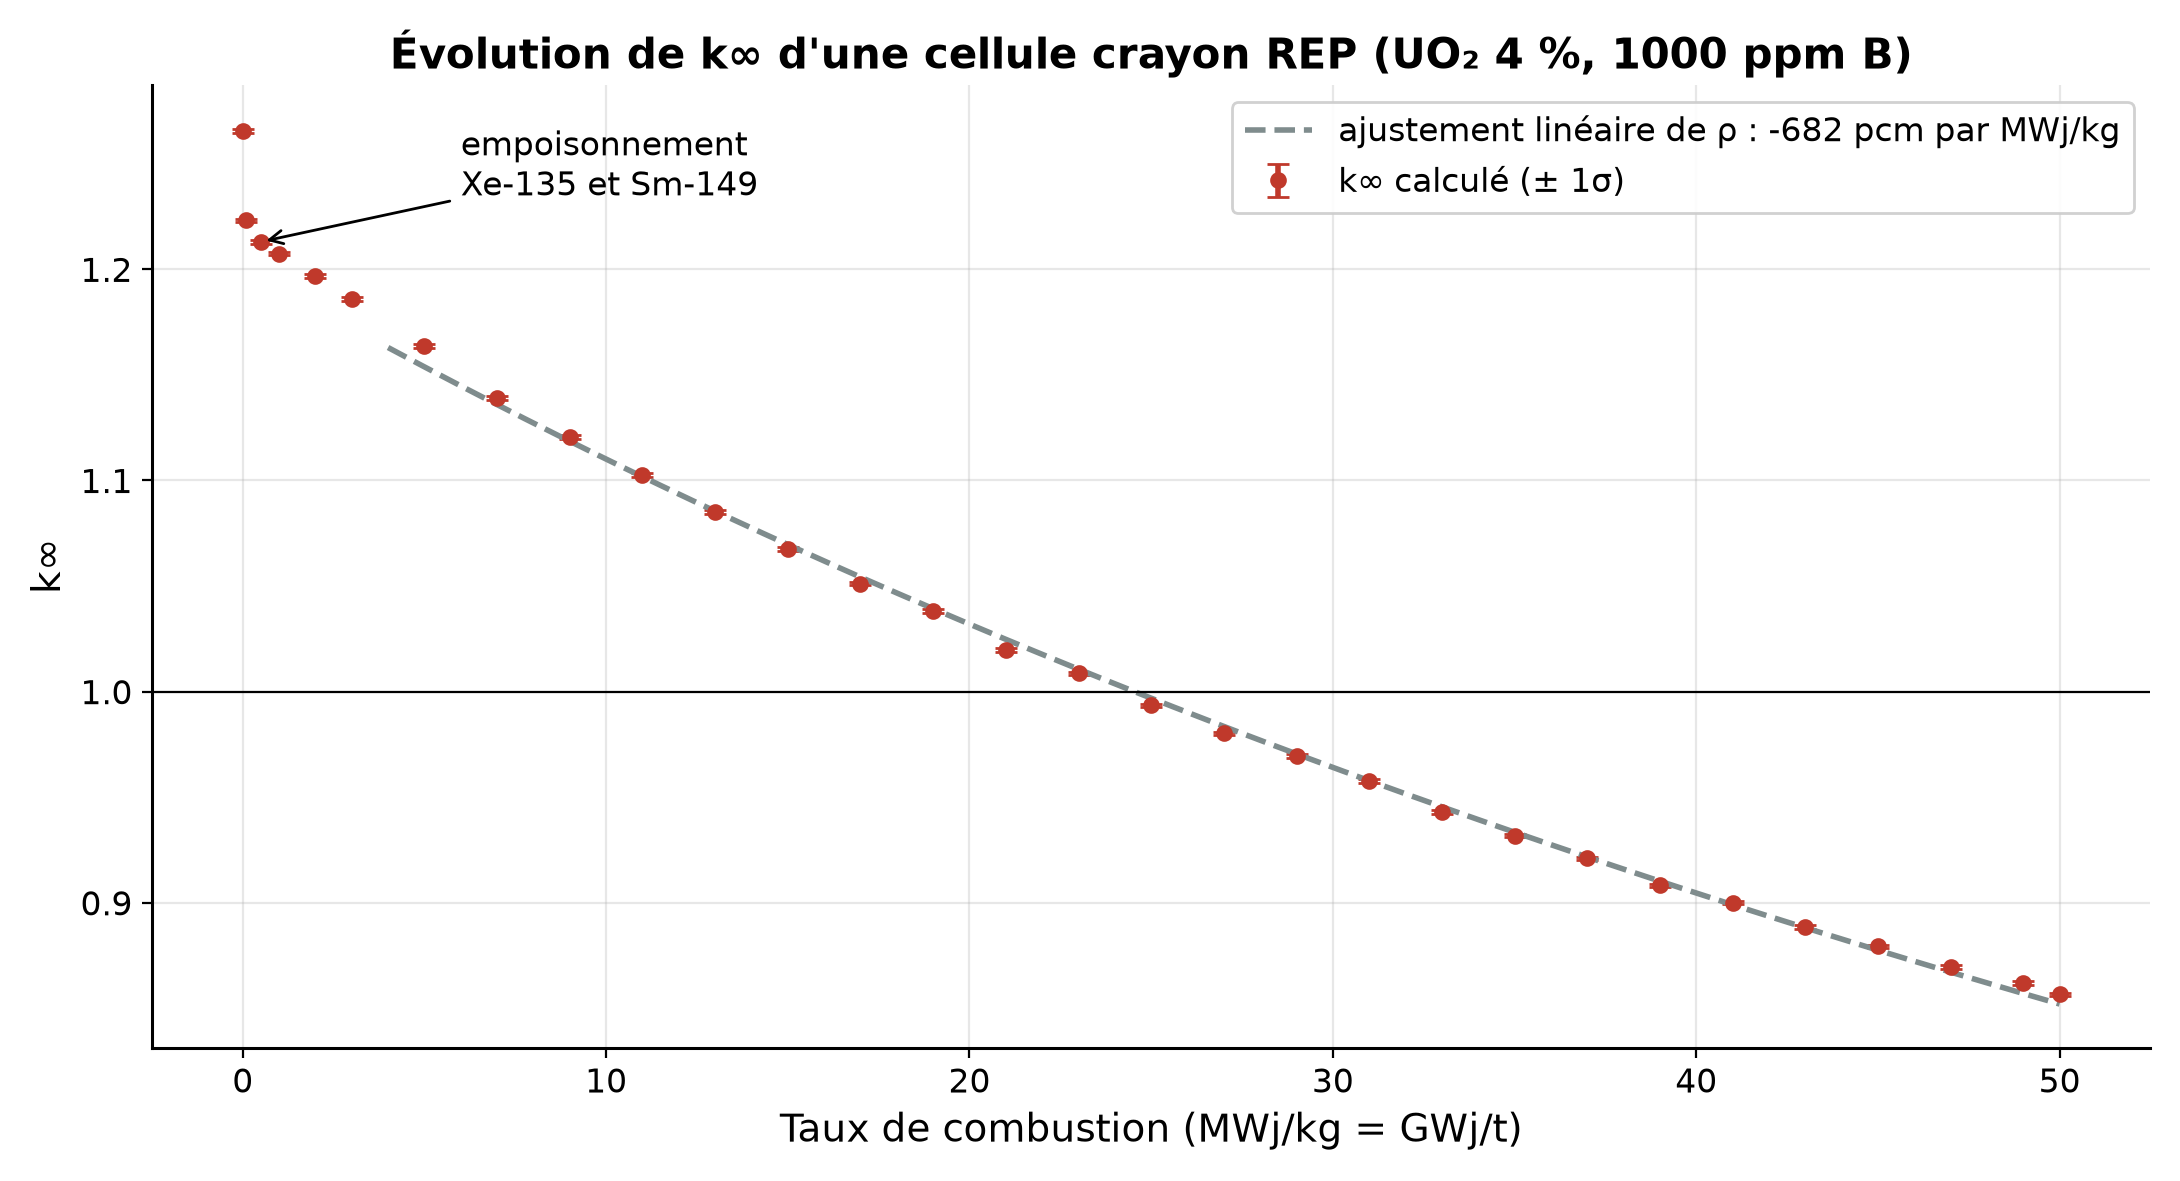 Évolution de k∞ d'une cellule crayon REP (UO₂ 4 %, 1000 ppm B)
ajustement linéaire de ρ : -682 pcm par MWj/kg
k∞ calculé (± 1σ)
empoisonnement
Xe-135 et Sm-149
k∞
1.2
1.1
1.0
0.9
0
10
20
30
40
50
Taux de combustion (MWj/kg = GWj/t)